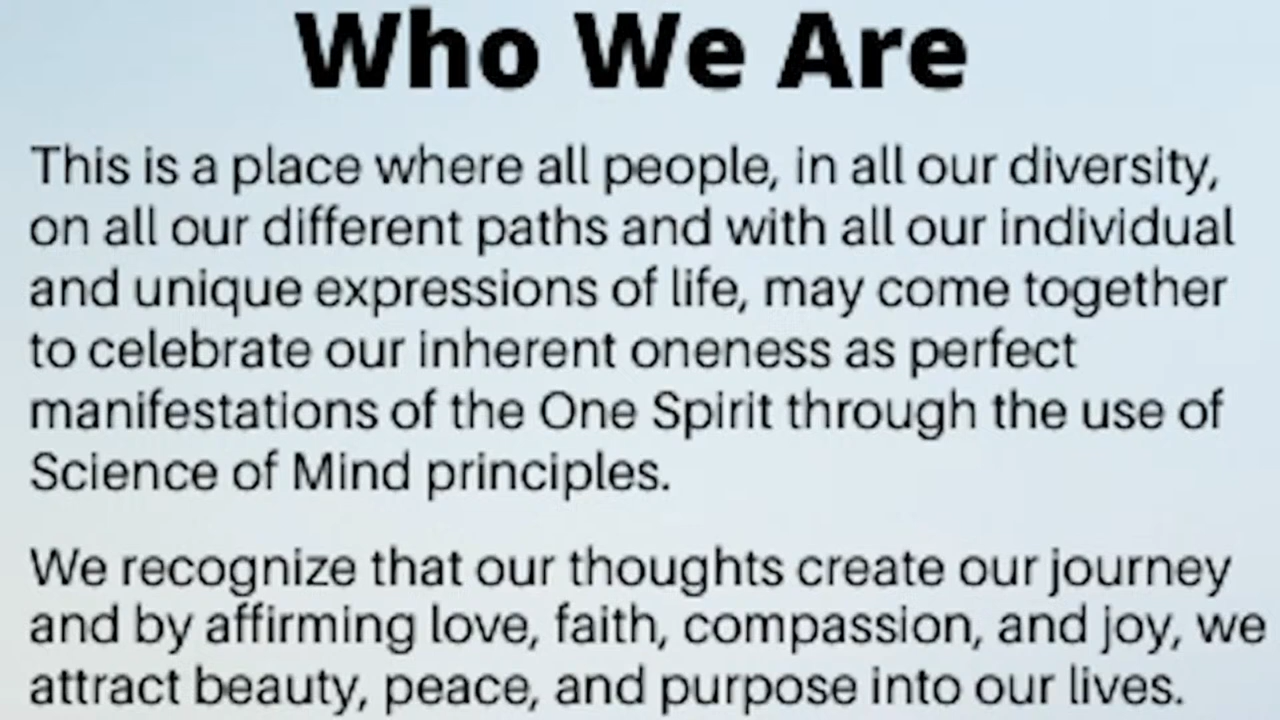 Who We Are
This is a place where all people, in all our diversity,
on all our different paths and with all our individual
and unique expressions of life, may come together
to celebrate our inherent oneness as perfect
manifestations of the One Spirit through the use of
Science of Mind principles.
We recognize that our thoughts create our journey
and by affirming love, faith, compassion, and joy, we
attract beauty, peace, and purpose into our lives.